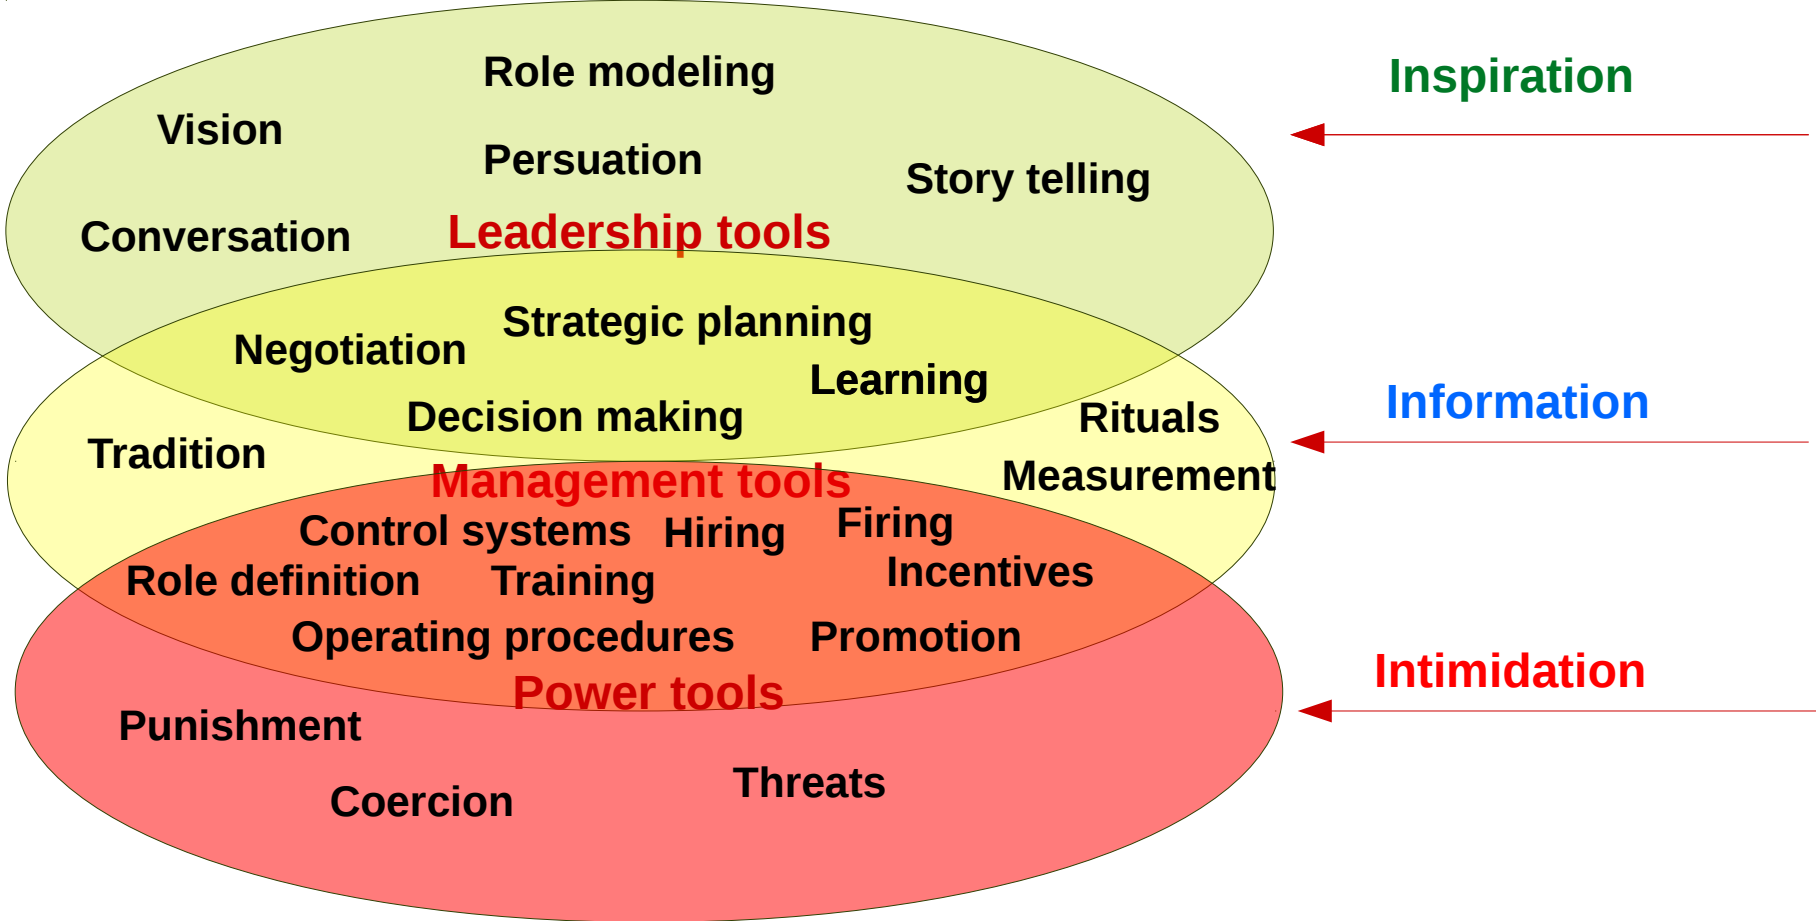 Role modeling
Inspiration
Vision
Persuation
Story telling
Conversation
Leadership tools
Strategic planning
Negotiation
Learning
Decision making
Information
Rituals
Tradition
Measurement
Management tools
Control systems
Hiring
Firing
Role definition
Training
Incentives
Operating procedures
Promotion
Intimidation
Power tools
Punishment
Threats
Coercion